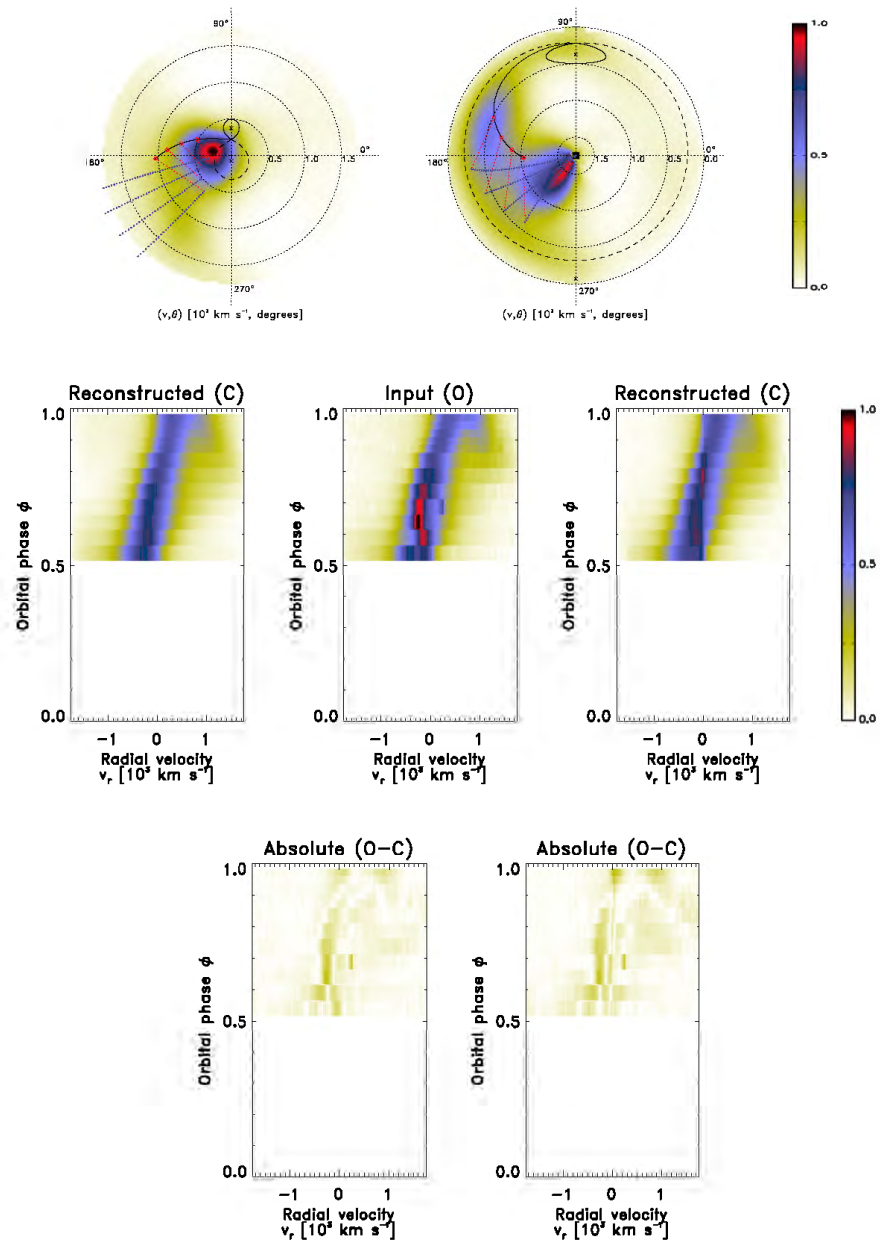 90°
90°
1.0
80°
0°
0.5
1.0
1.5
180°
0°
1.5
1.0
0.5
0.0
0.5
270°
270°
0.0
(v,θ) [10³ km s⁻¹, degrees]
(v,θ) [10³ km s⁻¹, degrees]
Reconstructed (C)
Input (O)
Reconstructed (C)
1.0
1.0
1.0
1.0
Orbital phase ϕ
Orbital phase ϕ
Orbital phase ϕ
0.5
0.5
0.5
0.5
0.0
0.0
0.0
0.0
−1 0 1
−1 0 1
−1 0 1
Radial velocity
vᵣ [10³ km s⁻¹]
Radial velocity
vᵣ [10³ km s⁻¹]
Radial velocity
vᵣ [10³ km s⁻¹]
Absolute (O−C)
Absolute (O−C)
1.0
1.0
Orbital phase ϕ
Orbital phase ϕ
0.5
0.5
0.0
0.0
−1 0 1
−1 0 1
Radial velocity
vᵣ [10³ km s⁻¹]
Radial velocity
vᵣ [10³ km s⁻¹]